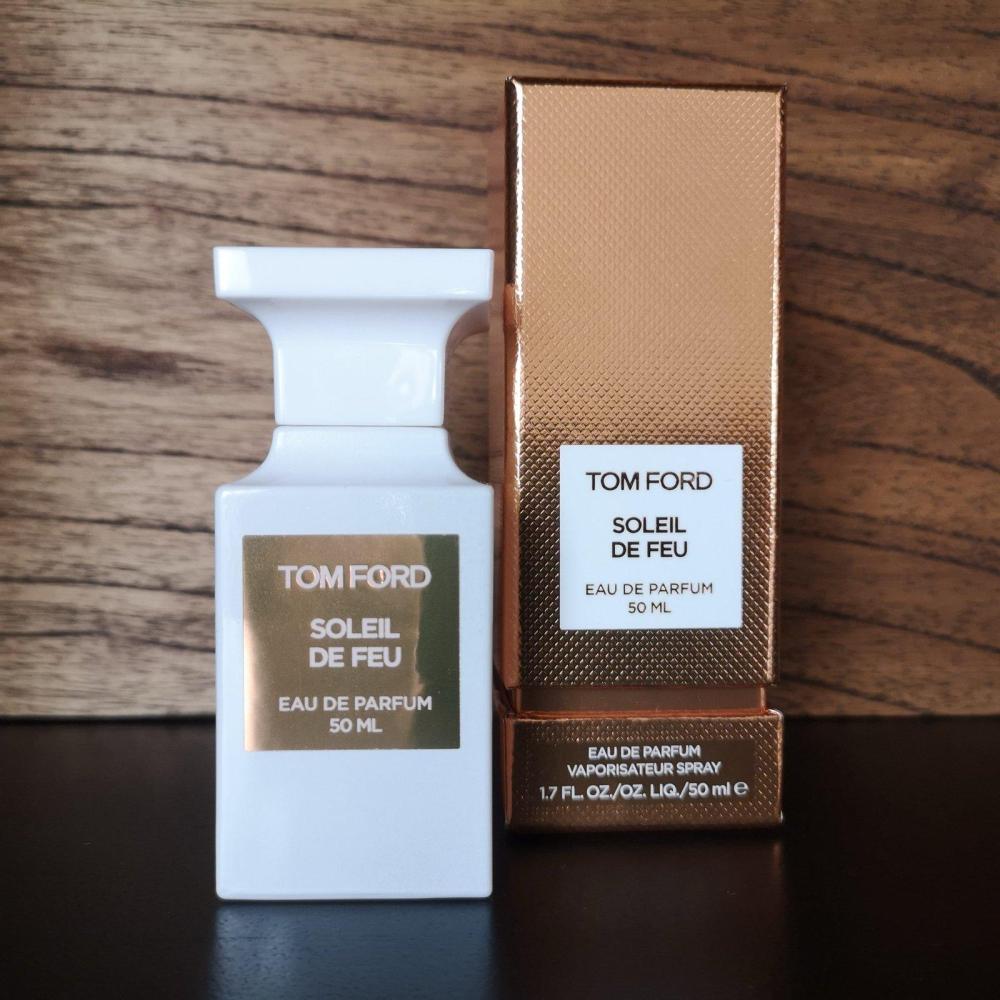 TOM FORD
SOLEIL
DE FEU
EAU DE PARFUM
50 ML
TOM FORD
SOLEIL
DE FEU
EAU DE PARFUM
50 ML
EAU DE PARFUM
VAPORISATEUR SPRAY
1.7 FL. OZ./OZ. LIQ./50 ml ℮